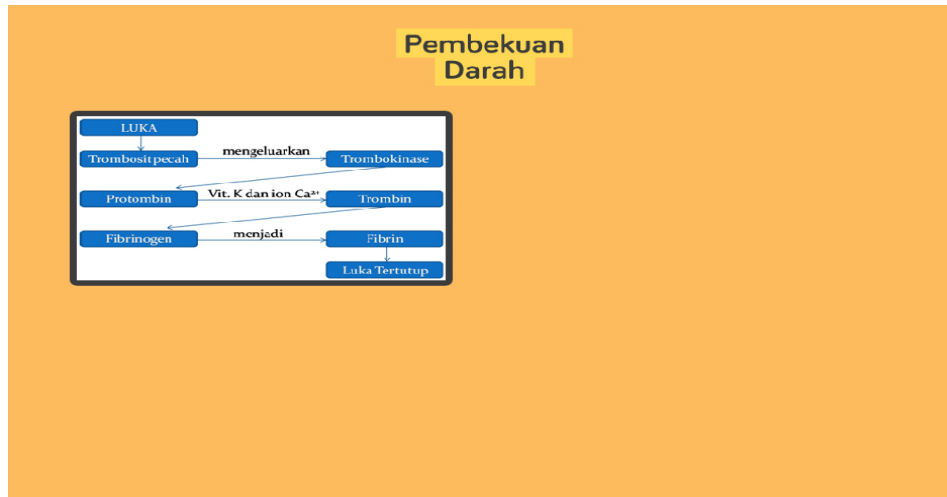 Pembekuan
Darah
LUKA
Trombosit pecah mengeluarkan Trombokinase
Protombin Vit. K dan ion Ca²⁺ Trombin
Fibrinogen menjadi Fibrin
Luka Tertutup